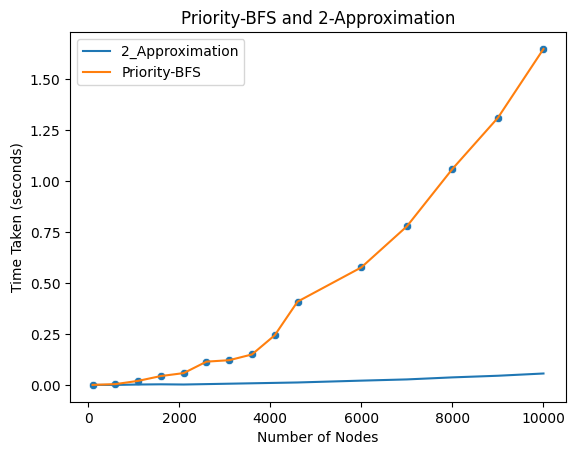 Priority-BFS and 2-Approximation
2_Approximation
Priority-BFS
Time Taken (seconds)
1.50
1.25
1.00
0.75
0.50
0.25
0.00
0 2000 4000 6000 8000 10000
Number of Nodes